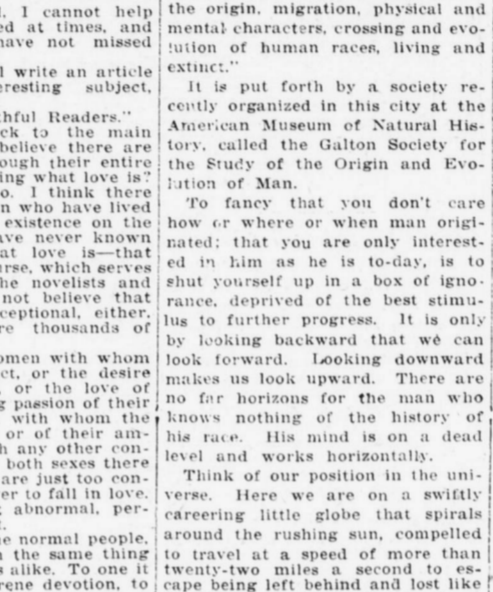 , I cannot help
ed at times, and
have not missed
l write an article
eresting subject,
thful Readers."
ck to the main
believe there are
ough their entire
ing what love is?
o. I think there
n who have lived
existence on the
ave never known
at love is—that
urse, which serves
he novelists and
not believe that
ceptional, either.
re thousands of
omen with whom
ct, or the desire
, or the love of
g passion of their
with whom the
or of their am-
h any other con-
both sexes there
are just too con-
er to fall in love.
abnormal, per-
e normal people,
n the same thing
s alike. To one it
rene devotion, to
the origin, migration, physical and
mental characters, crossing and evo-
lution of human races, living and
extinct."
It is put forth by a society re-
cently organized in this city at the
American Museum of Natural His-
tory, called the Galton Society for
the Study of the Origin and Evo-
lution of Man.
To fancy that you don't care
how or where or when man origi-
nated; that you are only interest-
ed in him as he is to-day, is to
shut yourself up in a box of igno-
rance, deprived of the best stimu-
lus to further progress. It is only
by looking backward that we can
look forward. Looking downward
makes us look upward. There are
no far horizons for the man who
knows nothing of the history of
his race. His mind is on a dead
level and works horizontally.
Think of our position in the uni-
verse. Here we are on a swiftly
careering little globe that spirals
around the rushing sun, compelled
to travel at a speed of more than
twenty-two miles a second to es-
cape being left behind and lost like